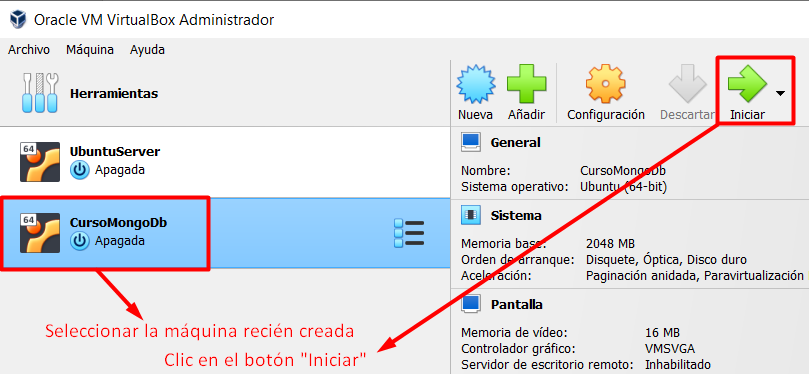 Oracle VM VirtualBox Administrador
Archivo Máquina Ayuda
Herramientas
Nueva Añadir Configuración Descartar Iniciar
64 UbuntuServer
Apagada
64 CursoMongoDb
Apagada
General
Nombre: CursoMongoDb
Sistema operativo: Ubuntu (64-bit)
Sistema
Memoria base: 2048 MB
Orden de arranque: Disquete, Óptica, Disco duro
Aceleración: Paginación anidada, Paravirtualización
Pantalla
Memoria de vídeo: 16 MB
Controlador gráfico: VMSVGA
Servidor de escritorio remoto: Inhabilitado
Seleccionar la máquina recién creada
Clic en el botón "Iniciar"